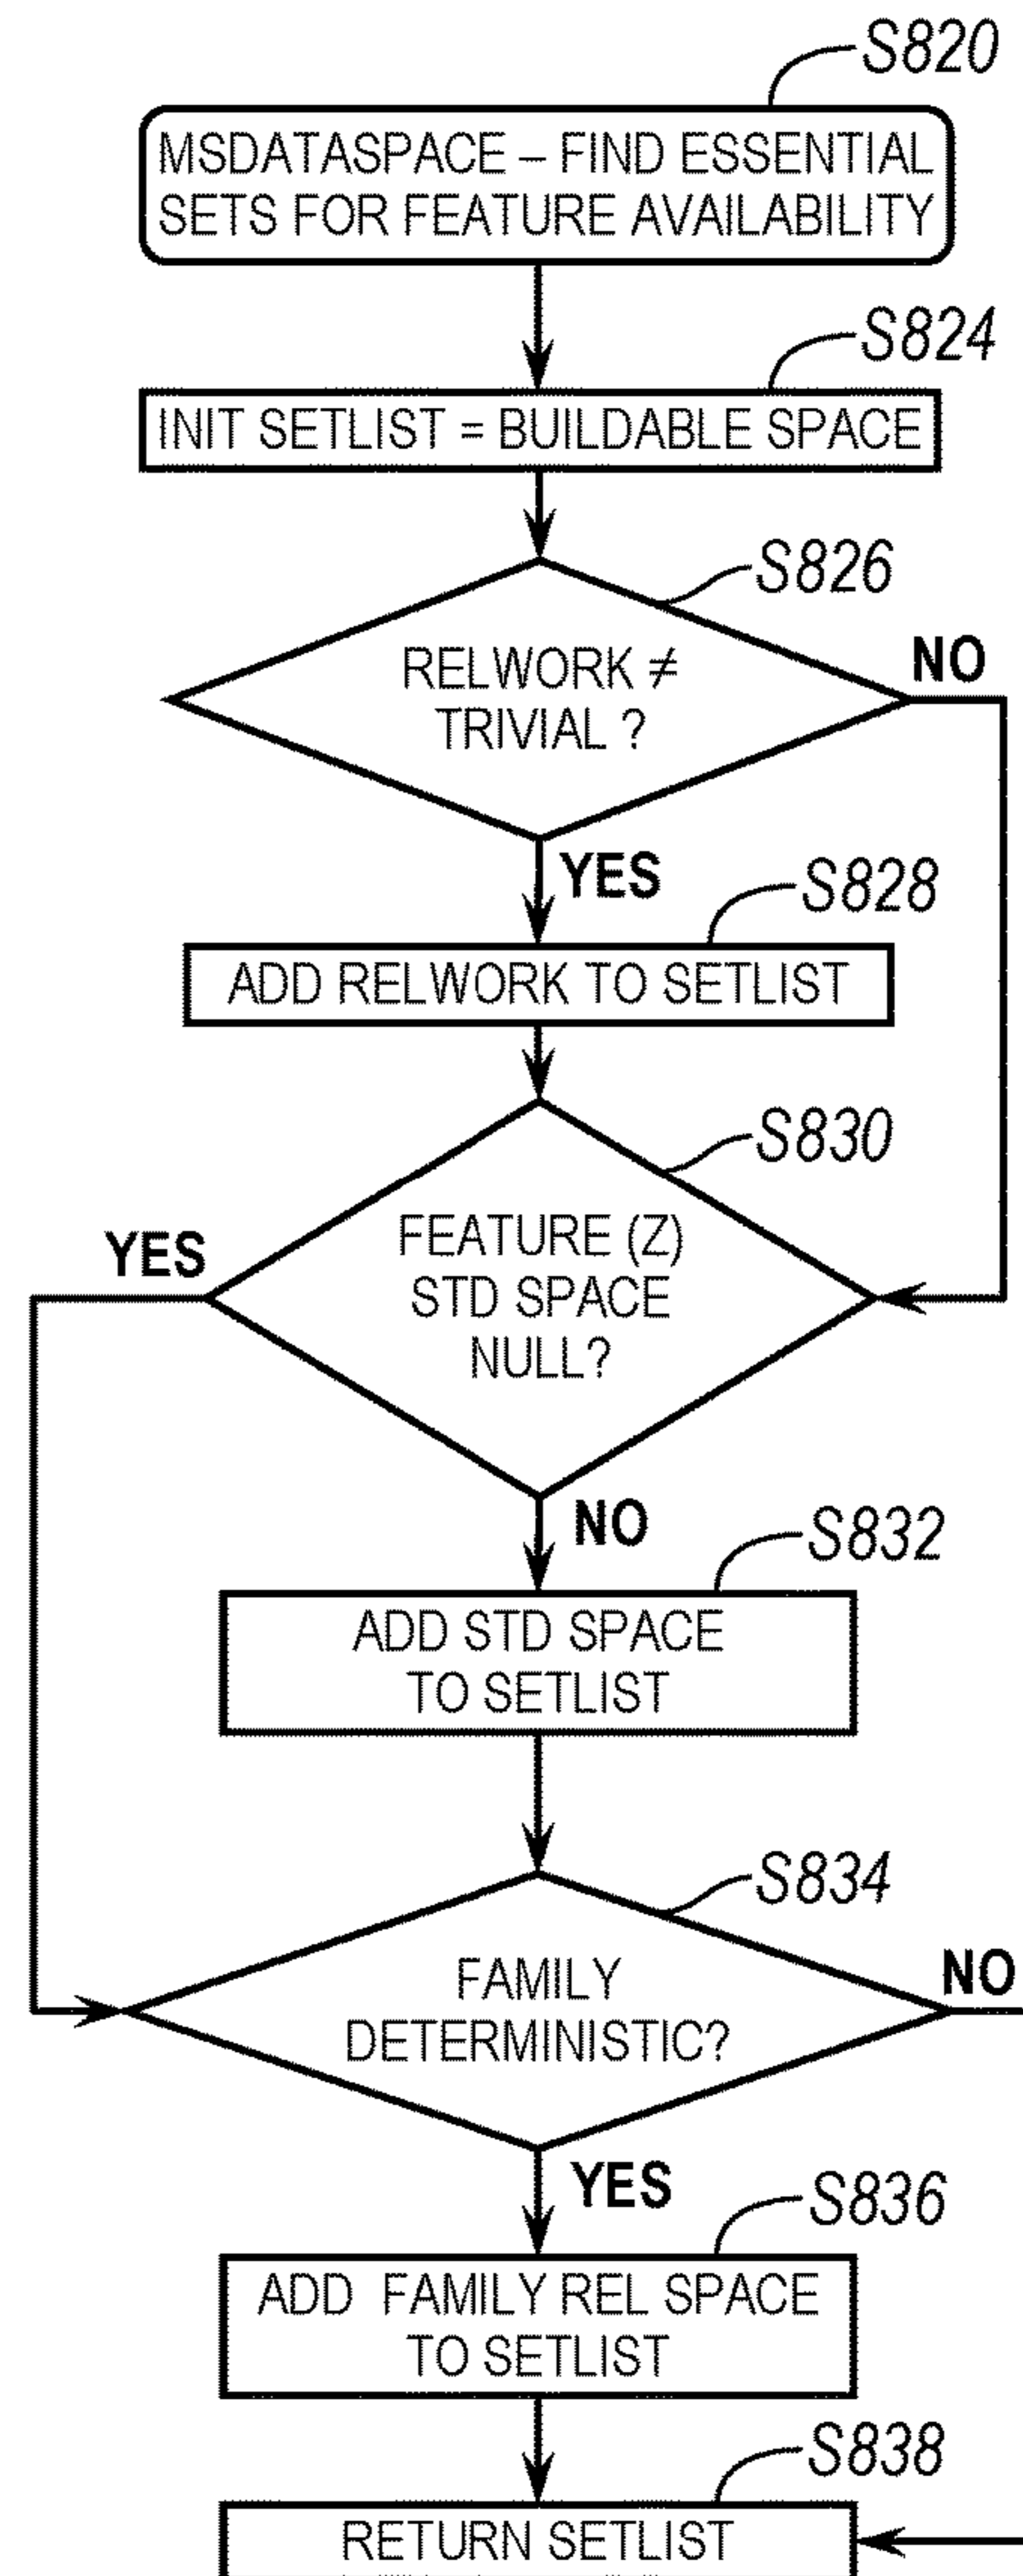 S820
MSDATASPACE – FIND ESSENTIAL
SETS FOR FEATURE AVAILABILITY
S824
INIT SETLIST = BUILDABLE SPACE
S826
RELWORK ≠
TRIVIAL ?
NO
YES
S828
ADD RELWORK TO SETLIST
S830
FEATURE (Z)
STD SPACE
NULL?
YES
NO
S832
ADD STD SPACE
TO SETLIST
S834
FAMILY
DETERMINISTIC?
NO
YES
S836
ADD FAMILY REL SPACE
TO SETLIST
S838
RETURN SETLIST